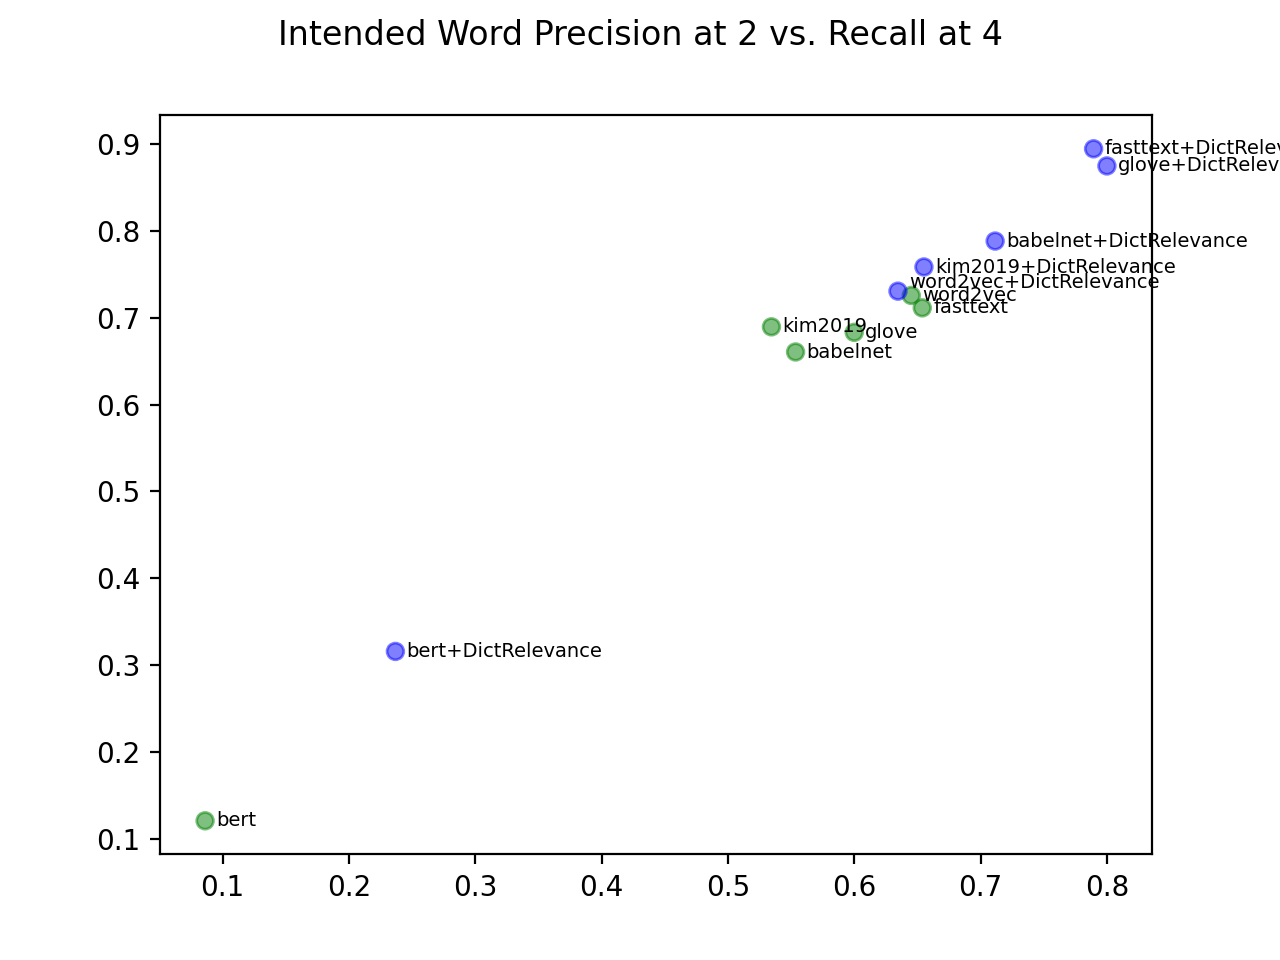 Intended Word Precision at 2 vs. Recall at 4
0.9
fasttext+DictRelev
glove+DictRelev
0.8
babelnet+DictRelevance
kim2019+DictRelevance
word2vec+DictRelevance
word2vec
fasttext
0.7
kim2019
glove
babelnet
0.6
0.5
0.4
0.3
bert+DictRelevance
0.2
bert
0.1
0.1 0.2 0.3 0.4 0.5 0.6 0.7 0.8